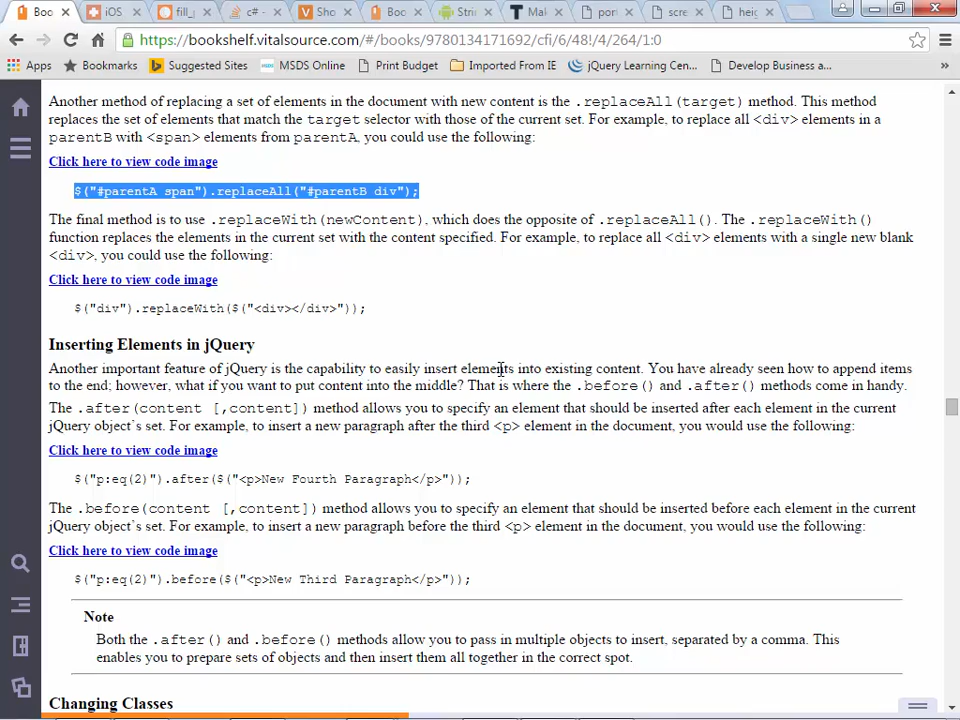 Boo
iOS
fill_
c# -
Sho
Boo
Strin
Mak
pori
scre
heig
https://bookshelf.vitalsource.com/#/books/9780134171692/cfi/6/48!/4/264/1:0
Apps Bookmarks Suggested Sites MSDS Online Print Budget Imported From IE jQuery Learning Cen... Develop Business a... »
Another method of replacing a set of elements in the document with new content is the .replaceAll(target) method. This method
replaces the set of elements that match the target selector with those of the current set. For example, to replace all <div> elements in a
parentB with <span> elements from parentA, you could use the following:
Click here to view code image
$("#parentA span").replaceAll("#parentB div");
The final method is to use .replaceWith(newContent), which does the opposite of .replaceAll(). The .replaceWith()
function replaces the elements in the current set with the content specified. For example, to replace all <div> elements with a single new blank
<div>, you could use the following:
Click here to view code image
$("div").replaceWith($("<div></div>"));
Inserting Elements in jQuery
Another important feature of jQuery is the capability to easily insert elements into existing content. You have already seen how to append items
to the end; however, what if you want to put content into the middle? That is where the .before() and .after() methods come in handy.
The .after(content [,content]) method allows you to specify an element that should be inserted after each element in the current
jQuery object`s set. For example, to insert a new paragraph after the third <p> element in the document, you would use the following:
Click here to view code image
$("p:eq(2)").after($("<p>New Fourth Paragraph</p>"));
The .before(content [,content]) method allows you to specify an element that should be inserted before each element in the current
jQuery object`s set. For example, to insert a new paragraph before the third <p> element in the document, you would use the following:
Click here to view code image
$("p:eq(2)").before($("<p>New Third Paragraph</p>"));
Note
Both the .after() and .before() methods allow you to pass in multiple objects to insert, separated by a comma. This
enables you to prepare sets of objects and then insert them all together in the correct spot.
Changing Classes